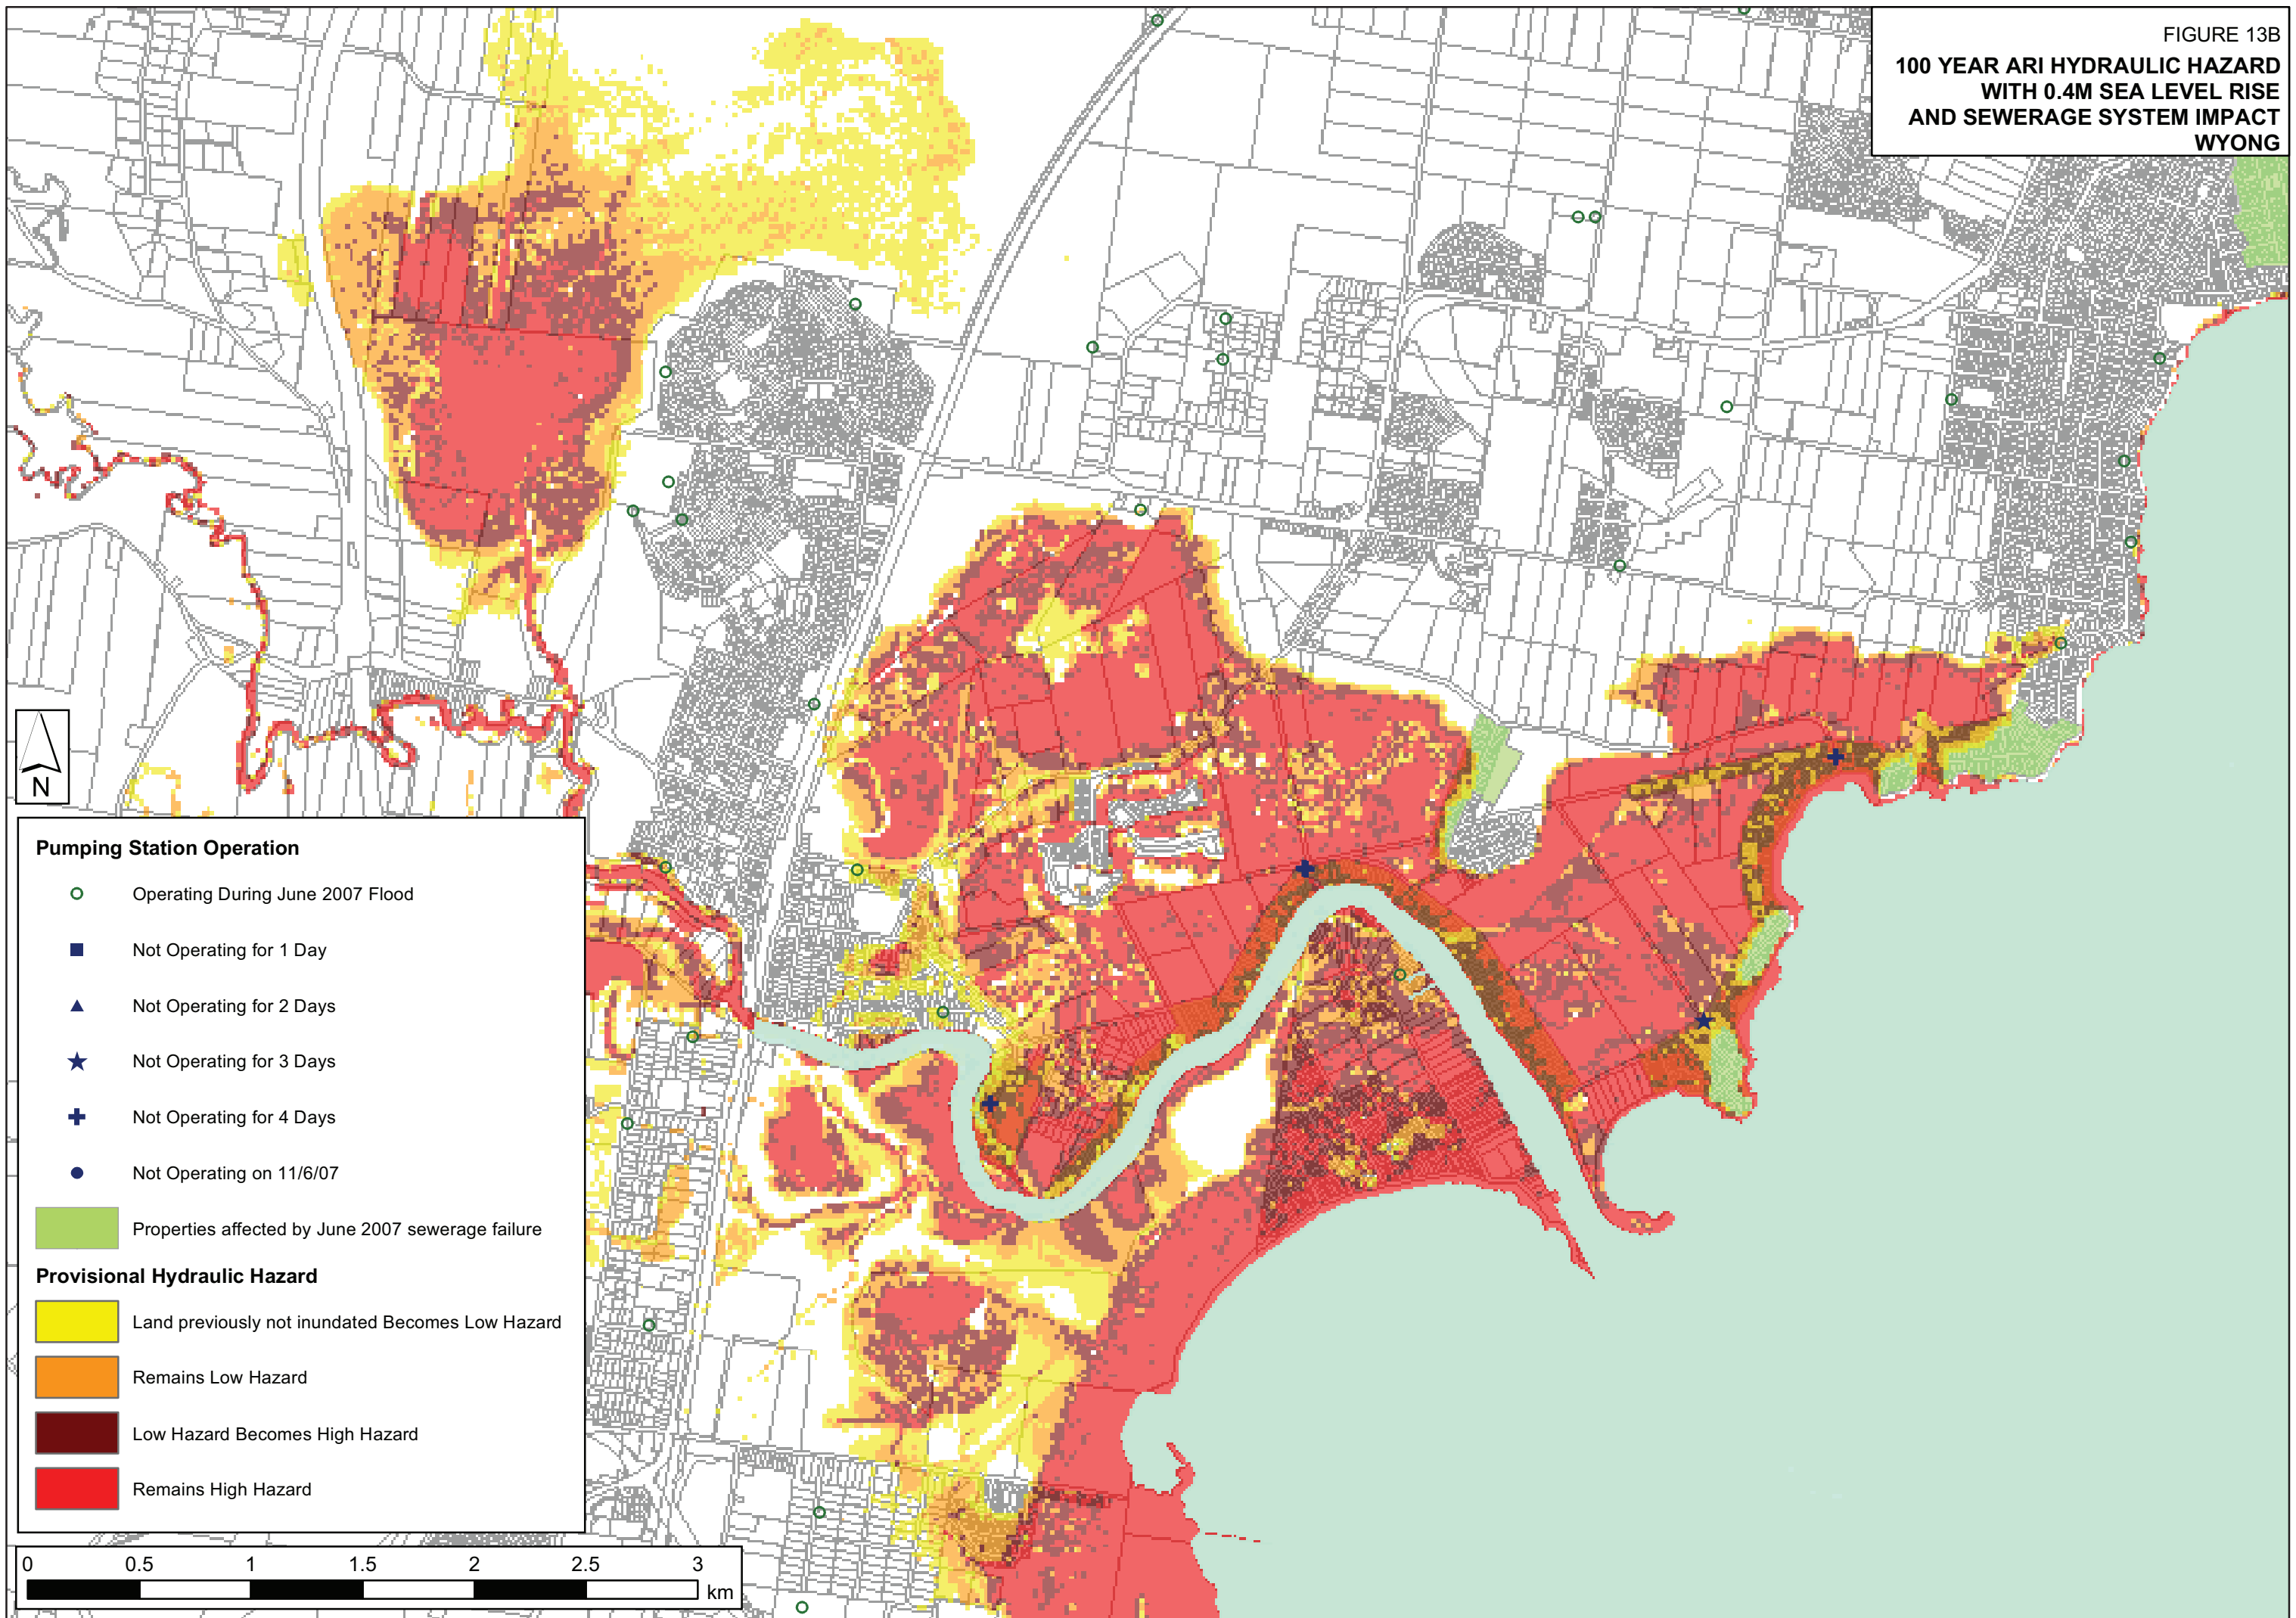 FIGURE 13B
100 YEAR ARI HYDRAULIC HAZARD
WITH 0.4M SEA LEVEL RISE
AND SEWERAGE SYSTEM IMPACT
WYONG
N
Pumping Station Operation
Operating During June 2007 Flood
Not Operating for 1 Day
Not Operating for 2 Days
Not Operating for 3 Days
Not Operating for 4 Days
Not Operating on 11/6/07
Properties affected by June 2007 sewerage failure
Provisional Hydraulic Hazard
Land previously not inundated Becomes Low Hazard
Remains Low Hazard
Low Hazard Becomes High Hazard
Remains High Hazard
0 0.5 1 1.5 2 2.5 3
km